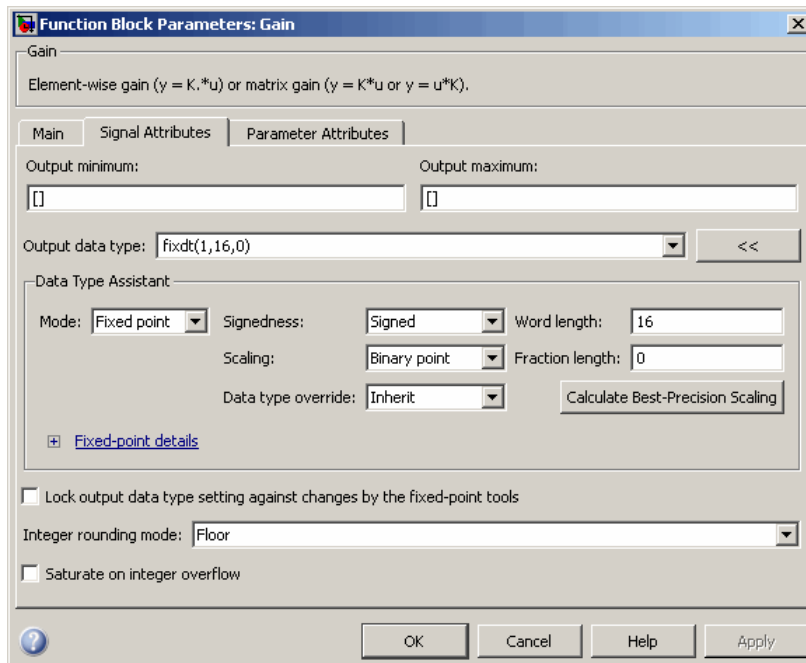 Function Block Parameters: Gain
Gain
Element-wise gain (y = K.*u) or matrix gain (y = K*u or y = u*K).
Main Signal Attributes Parameter Attributes
Output minimum: Output maximum:
[] []
Output data type: fixdt(1,16,0) <<
Data Type Assistant
Mode: Fixed point Signedness: Signed Word length: 16
Scaling: Binary point Fraction length: 0
Data type override: Inherit Calculate Best-Precision Scaling
Fixed-point details
Lock output data type setting against changes by the fixed-point tools
Integer rounding mode: Floor
Saturate on integer overflow
OK Cancel Help Apply